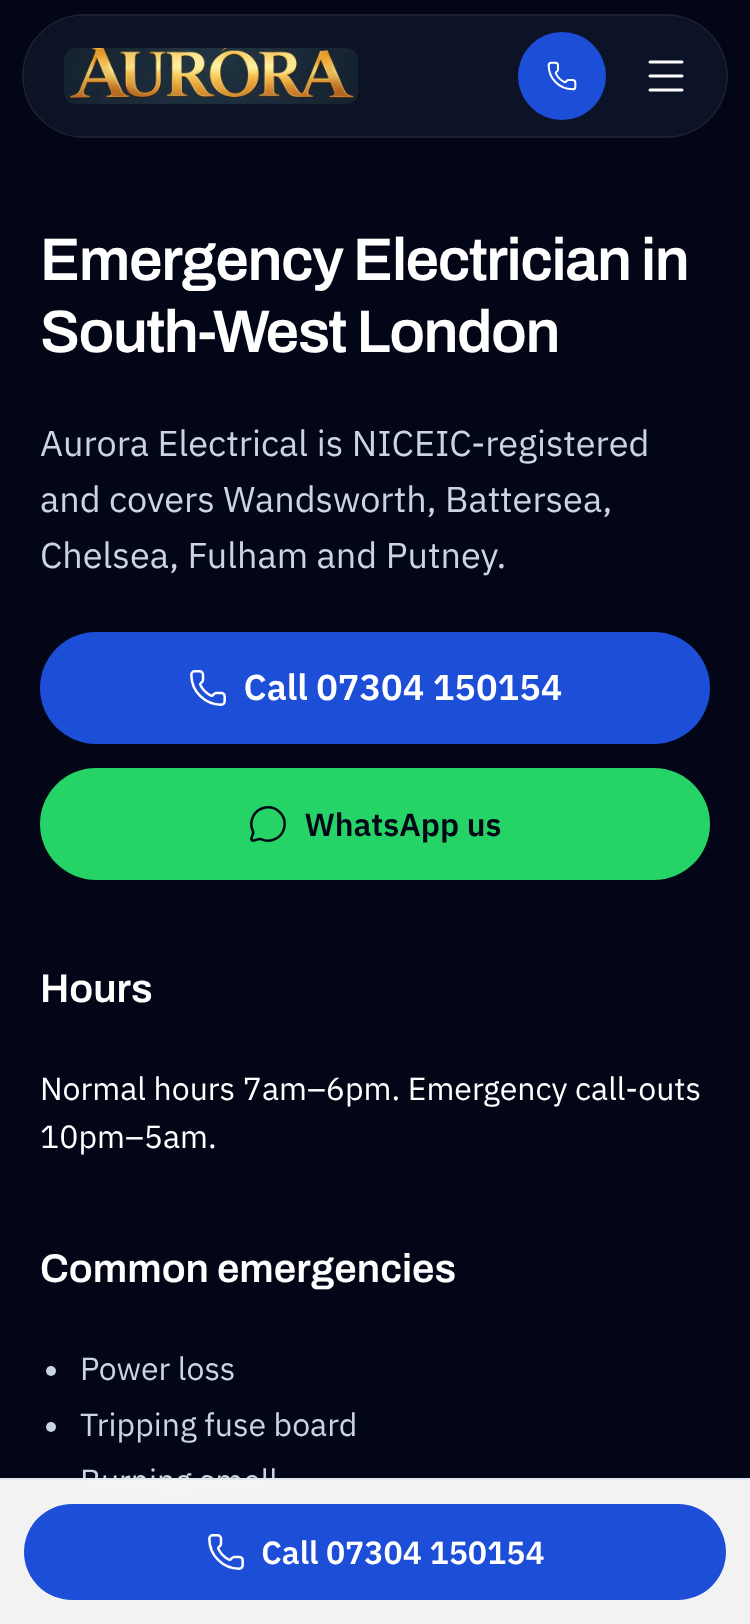 AURORA
Emergency Electrician in
South-West London
Aurora Electrical is NICEIC-registered
and covers Wandsworth, Battersea,
Chelsea, Fulham and Putney.
Call 07304 150154
WhatsApp us
Hours
Normal hours 7am–6pm. Emergency call-outs
10pm–5am.
Common emergencies
• Power loss
• Tripping fuse board
Burning smell
Call 07304 150154